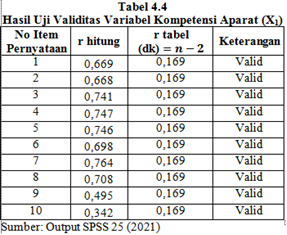 Tabel 4.4
Hasil Uji Validitas Variabel Kompetensi Aparat (X₁)
No Item Pernyataan | r hitung | r tabel (dk) = n − 2 | Keterangan
1 | 0,669 | 0,169 | Valid
2 | 0,668 | 0,169 | Valid
3 | 0,741 | 0,169 | Valid
4 | 0,747 | 0,169 | Valid
5 | 0,746 | 0,169 | Valid
6 | 0,698 | 0,169 | Valid
7 | 0,764 | 0,169 | Valid
8 | 0,708 | 0,169 | Valid
9 | 0,495 | 0,169 | Valid
10 | 0,342 | 0,169 | Valid
Sumber: Output SPSS 25 (2021)